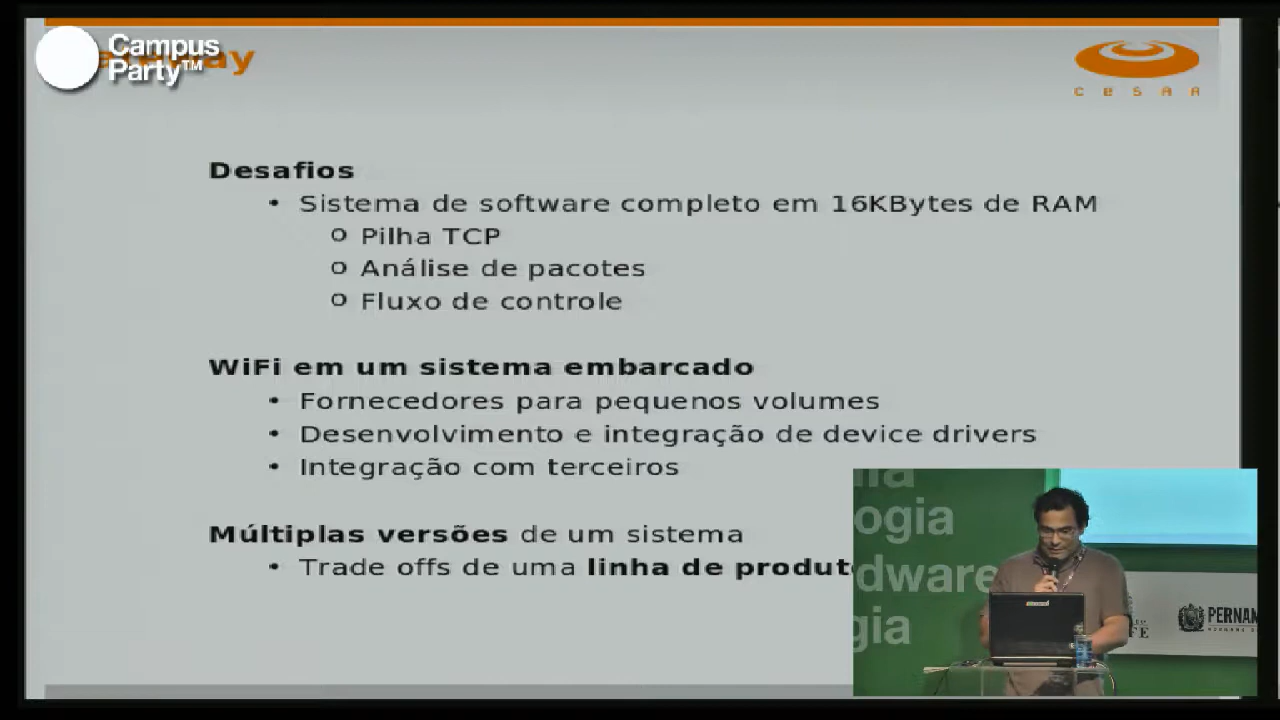 Campus
Party™
CESAR
Desafios
• Sistema de software completo em 16KBytes de RAM
o Pilha TCP
o Análise de pacotes
o Fluxo de controle
WiFi em um sistema embarcado
• Fornecedores para pequenos volumes
• Desenvolvimento e integração de device drivers
• Integração com terceiros
Múltiplas versões de um sistema
• Trade offs de uma linha de produt
ogia
dware
gia
PERNAM